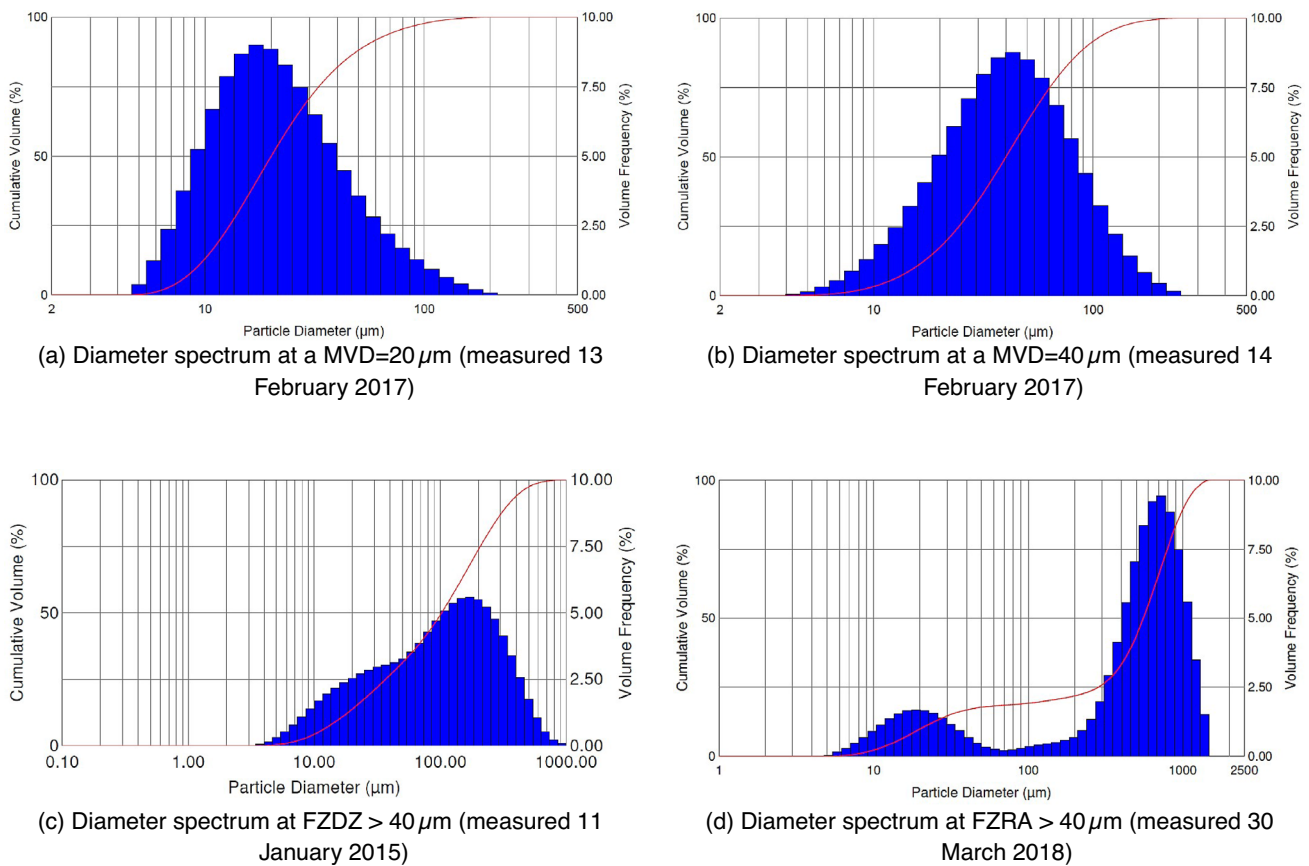 100
50
0
Cumulative Volume (%)
10.00
7.50
5.00
2.50
0.00
Volume Frequency (%)
2 10 100 500
Particle Diameter (µm)
(a) Diameter spectrum at a MVD=20 µm (measured 13
February 2017)
100
50
0
Cumulative Volume (%)
10.00
7.50
5.00
2.50
0.00
Volume Frequency (%)
2 10 100 500
Particle Diameter (µm)
(b) Diameter spectrum at a MVD=40 µm (measured 14
February 2017)
100
50
0
Cumulative Volume (%)
10.00
7.50
5.00
2.50
0.00
Volume Frequency (%)
0.10 1.00 10.00 100.00 1000.00
Particle Diameter (µm)
(c) Diameter spectrum at FZDZ > 40 µm (measured 11
January 2015)
100
50
0
Cumulative Volume (%)
10.00
7.50
5.00
2.50
0.00
Volume Frequency (%)
1 10 100 1000 2500
Particle Diameter (µm)
(d) Diameter spectrum at FZRA > 40 µm (measured 30
March 2018)